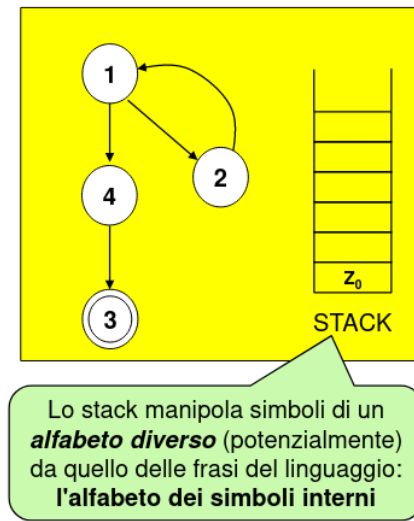 1
4
2
3
Z₀
STACK
Lo stack manipola simboli di un
alfabeto diverso (potenzialmente)
da quello delle frasi del linguaggio:
l'alfabeto dei simboli interni